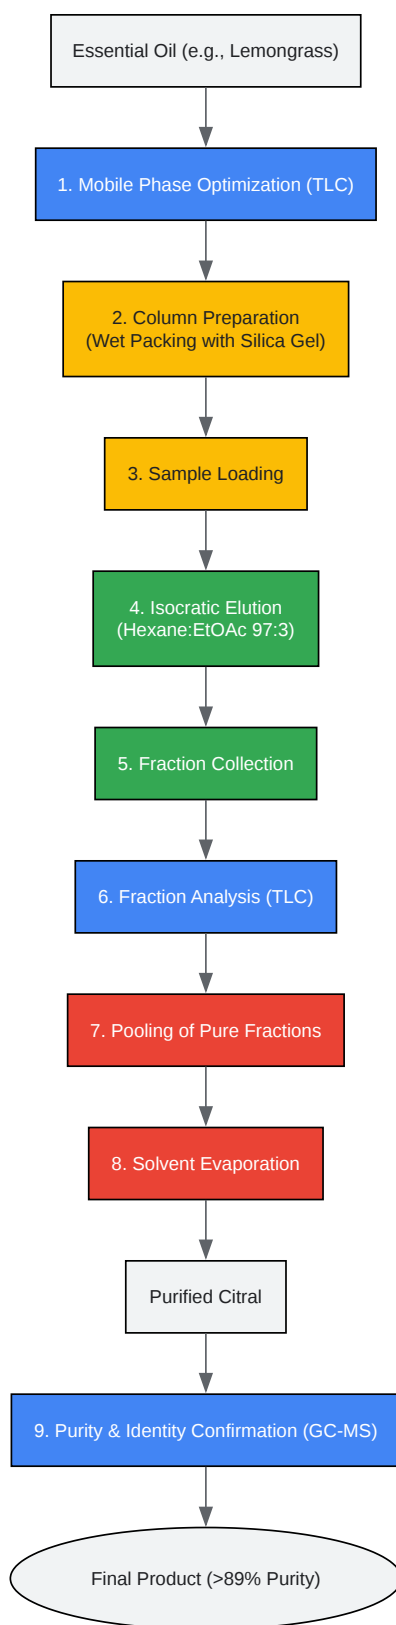 Essential Oil (e.g., Lemongrass)
1. Mobile Phase Optimization (TLC)
2. Column Preparation
(Wet Packing with Silica Gel)
3. Sample Loading
4. Isocratic Elution
(Hexane:EtOAc 97:3)
5. Fraction Collection
6. Fraction Analysis (TLC)
7. Pooling of Pure Fractions
8. Solvent Evaporation
Purified Citral
9. Purity & Identity Confirmation (GC-MS)
Final Product (>89% Purity)